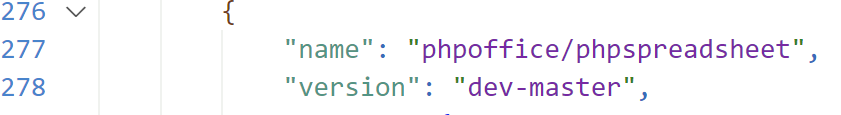 276 {
277 "name": "phpoffice/phpspreadsheet",
278 "version": "dev-master",